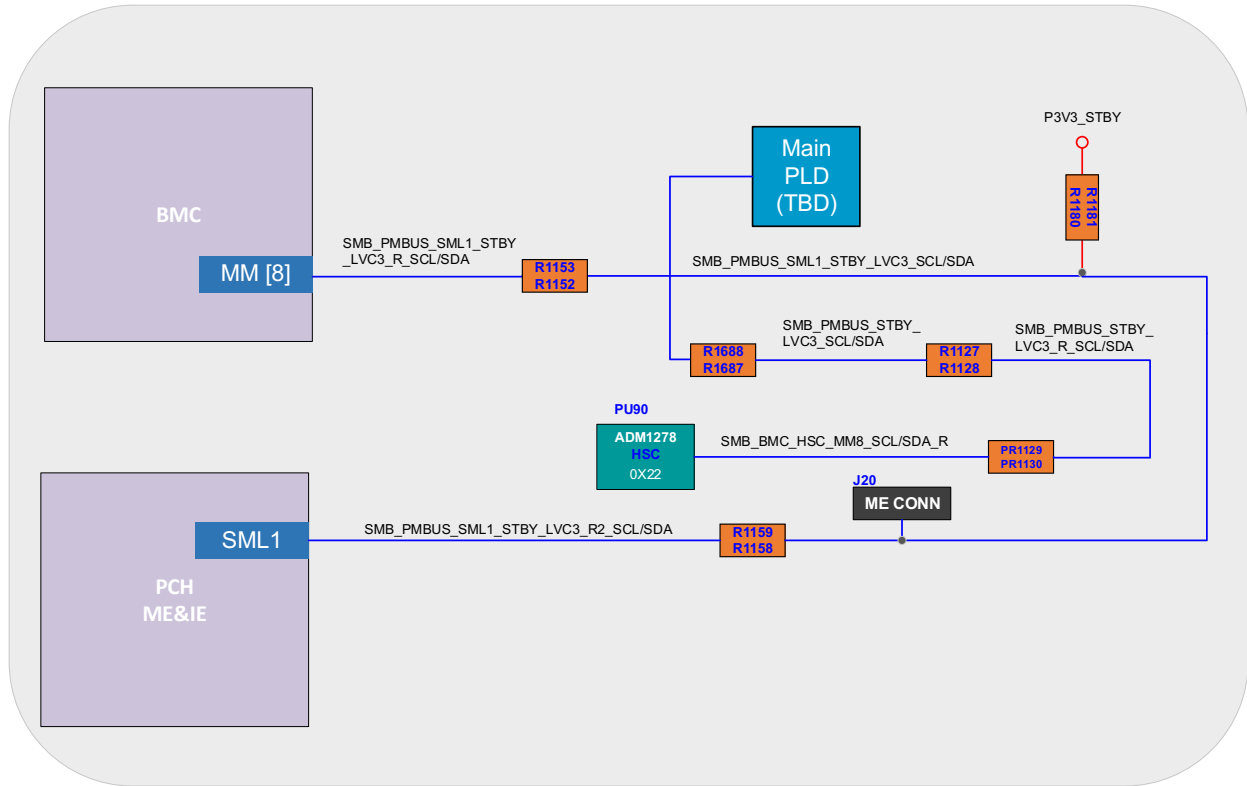 P3V3_STBY
Main
PLD
(TBD)
R1181
R1180
BMC
MM [8]
SMB_PMBUS_SML1_STBY
_LVC3_R_SCL/SDA
R1153
R1152
SMB_PMBUS_SML1_STBY_LVC3_SCL/SDA
R1688
R1687
SMB_PMBUS_STBY_
LVC3_SCL/SDA
R1127
R1128
SMB_PMBUS_STBY_
LVC3_R_SCL/SDA
PU90
ADM1278
HSC
0X22
SMB_BMC_HSC_MM8_SCL/SDA_R
PR1129
PR1130
J20
ME CONN
SML1
SMB_PMBUS_SML1_STBY_LVC3_R2_SCL/SDA
R1159
R1158
PCH
ME&IE